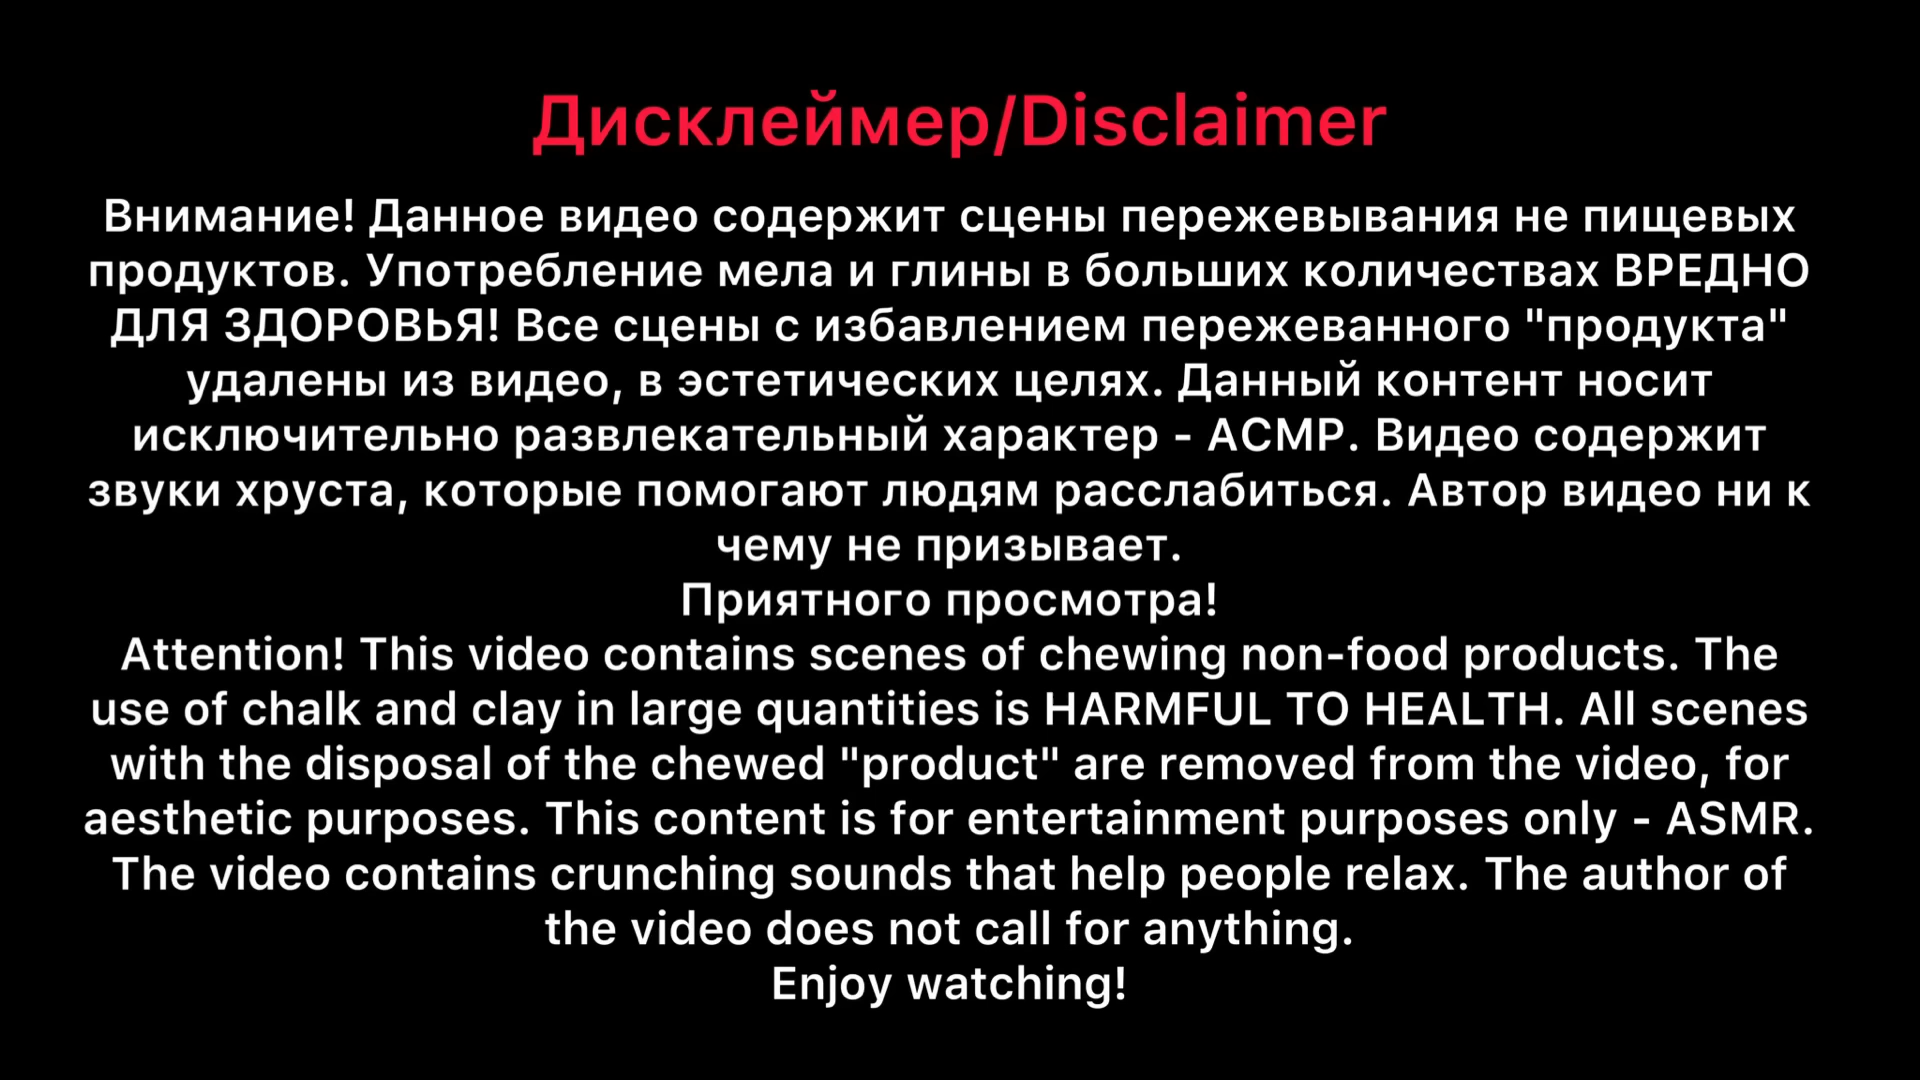 Дисклеймер/Disclaimer
Внимание! Данное видео содержит сцены пережевывания не пищевых
продуктов. Употребление мела и глины в больших количествах ВРЕДНО
ДЛЯ ЗДОРОВЬЯ! Все сцены с избавлением пережеванного "продукта"
удалены из видео, в эстетических целях. Данный контент носит
исключительно развлекательный характер - АСМР. Видео содержит
звуки хруста, которые помогают людям расслабиться. Автор видео ни к
чему не призывает.
Приятного просмотра!
Attention! This video contains scenes of chewing non-food products. The
use of chalk and clay in large quantities is HARMFUL TO HEALTH. All scenes
with the disposal of the chewed "product" are removed from the video, for
aesthetic purposes. This content is for entertainment purposes only - ASMR.
The video contains crunching sounds that help people relax. The author of
the video does not call for anything.
Enjoy watching!